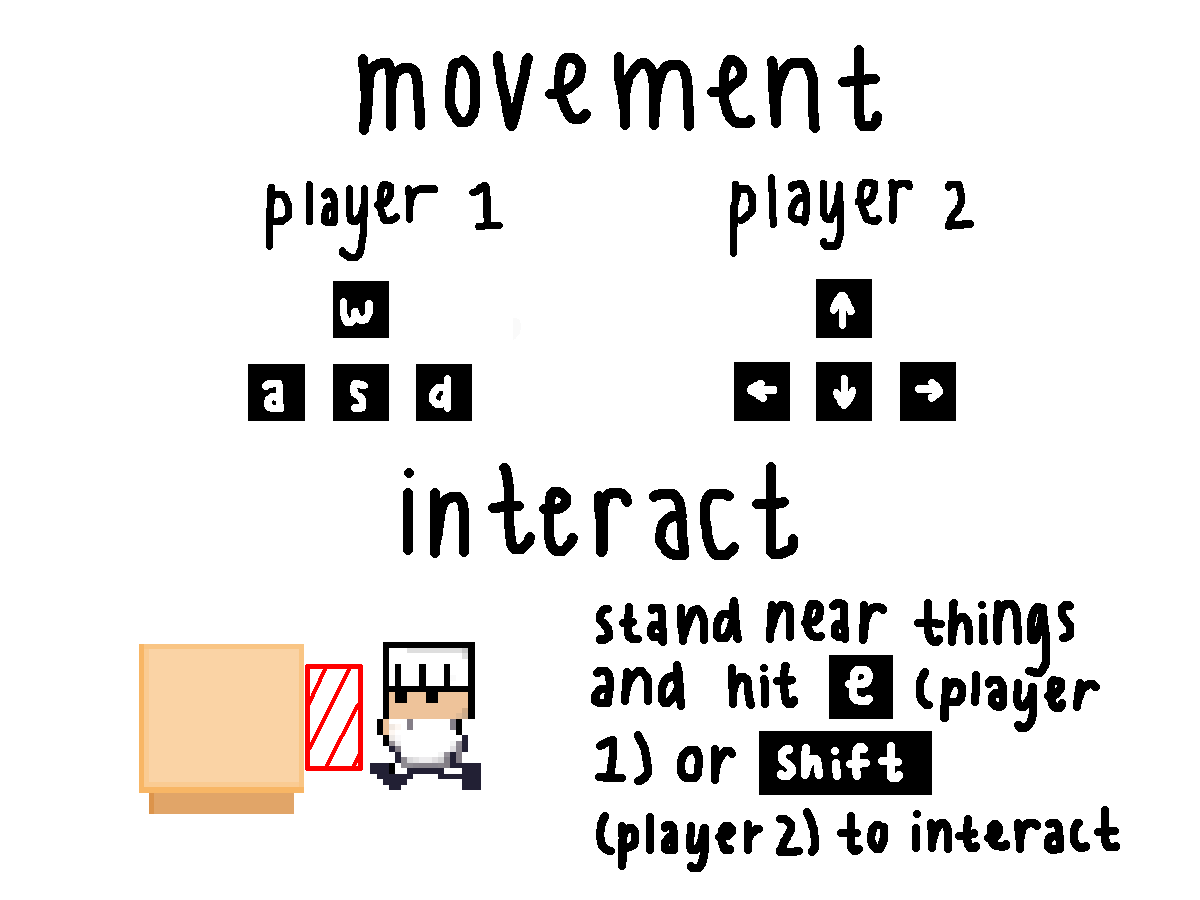 movement
player 1 player 2
w ↑
a s d ← ↓ →
interact
stand near things
and hit e (player
1) or shift
(player 2) to interact